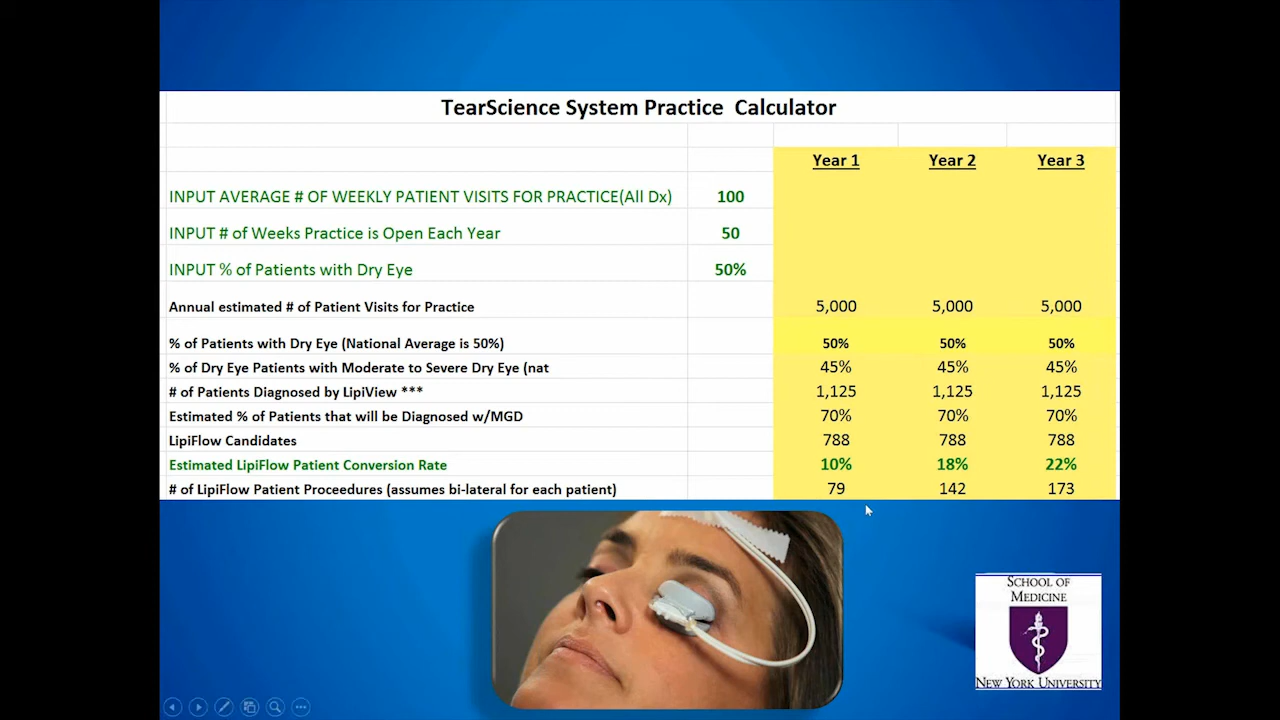 TearScience System Practice Calculator
Year 1 Year 2 Year 3
INPUT AVERAGE # OF WEEKLY PATIENT VISITS FOR PRACTICE(All Dx) 100
INPUT # of Weeks Practice is Open Each Year 50
INPUT % of Patients with Dry Eye 50%
Annual estimated # of Patient Visits for Practice 5,000 5,000 5,000
% of Patients with Dry Eye (National Average is 50%) 50% 50% 50%
% of Dry Eye Patients with Moderate to Severe Dry Eye (nat 45% 45% 45%
# of Patients Diagnosed by LipiView *** 1,125 1,125 1,125
Estimated % of Patients that will be Diagnosed w/MGD 70% 70% 70%
LipiFlow Candidates 788 788 788
Estimated LipiFlow Patient Conversion Rate 10% 18% 22%
# of LipiFlow Patient Proceedures (assumes bi-lateral for each patient) 79 142 173
SCHOOL OF
MEDICINE
NEW YORK UNIVERSITY